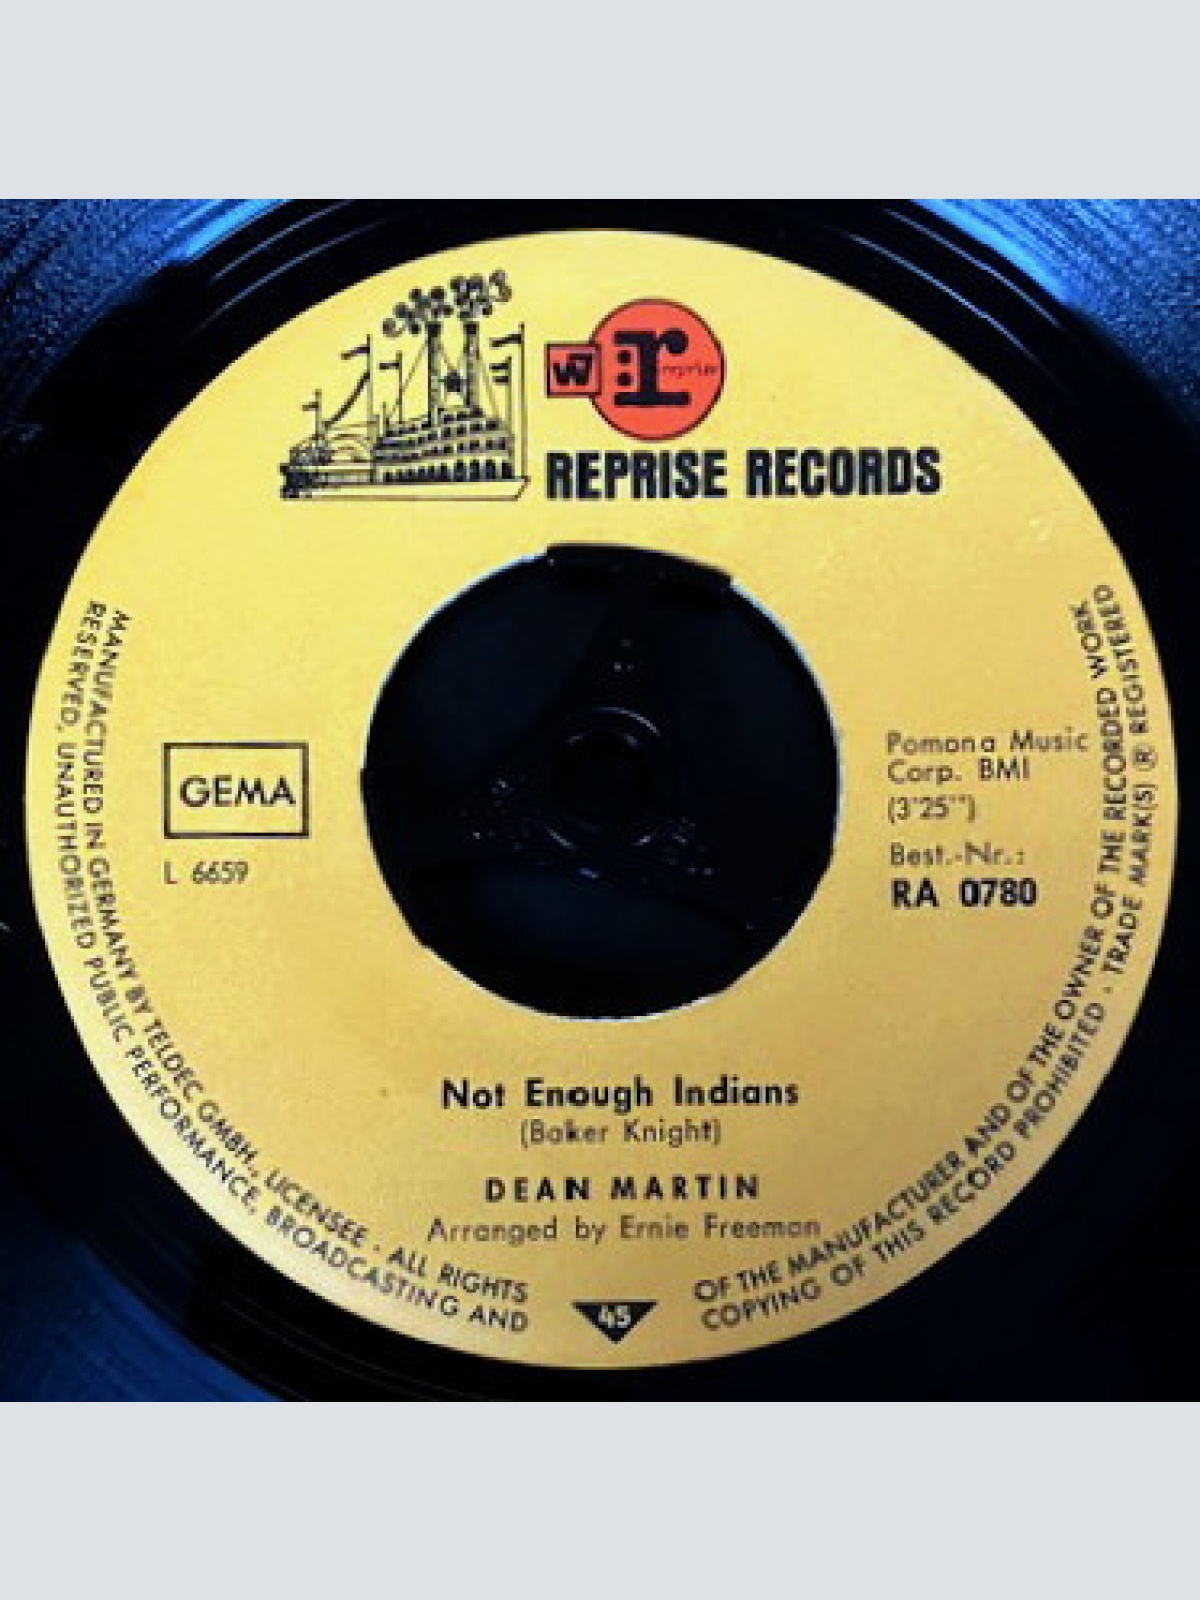 W7 :r reprise
REPRISE RECORDS
GEMA
L 6659
Pomona Music
Corp. BMI
(3'25'')
Best.-Nr.:
RA 0780
Not Enough Indians
(Baker Knight)
DEAN MARTIN
Arranged by Ernie Freeman
45
MANUFACTURED IN GERMANY BY TELDEC GMBH., LICENSEE · ALL RIGHTS
OF THE MANUFACTURER AND OF THE OWNER OF THE RECORDED WORK
RESERVED, UNAUTHORIZED PUBLIC PERFORMANCE, BROADCASTING AND
COPYING OF THIS RECORD PROHIBITED · TRADE MARK(S) ® REGISTERED